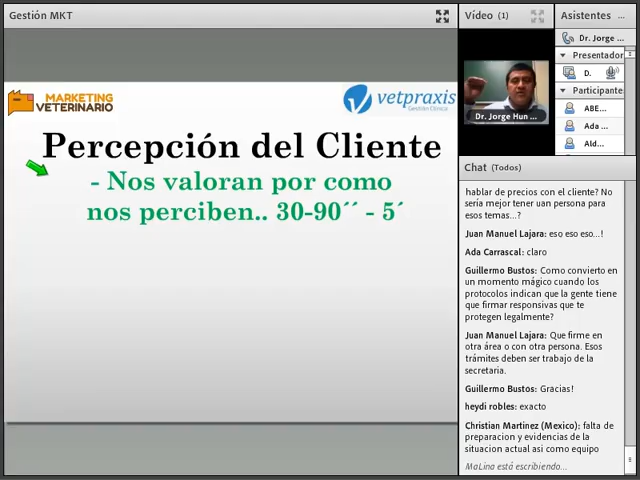 Gestión MKT
MARKETING
VETERINARIO
vetpraxis
Gestión Clínica
Percepción del Cliente
- Nos valoran por como
nos perciben.. 30-90´´ - 5´
Vídeo (1)
Dr. Jorge Hun ...
Asistentes ...
Dr. Jorge ...
Presentador
D.
Participante
ABE...
Ada ...
Ald...
Chat (Todos)
hablar de precios con el cliente? No
sería mejor tener uan persona para
esos temas...?
Juan Manuel Lajara: eso eso eso...!
Ada Carrascal: claro
Guillermo Bustos: Como convierto en
un momento mágico cuando los
protocolos indican que la gente tiene
que firmar responsivas que te
protegen legalmente?
Juan Manuel Lajara: Que firme en
otra área o con otra persona. Esos
trámites deben ser trabajo de la
secretaria.
Guillermo Bustos: Gracias!
heydi robles: exacto
Christian Martinez (Mexico): falta de
preparacion y evidencias de la
situacion actual asi como equipo
MaLina está escribiendo...